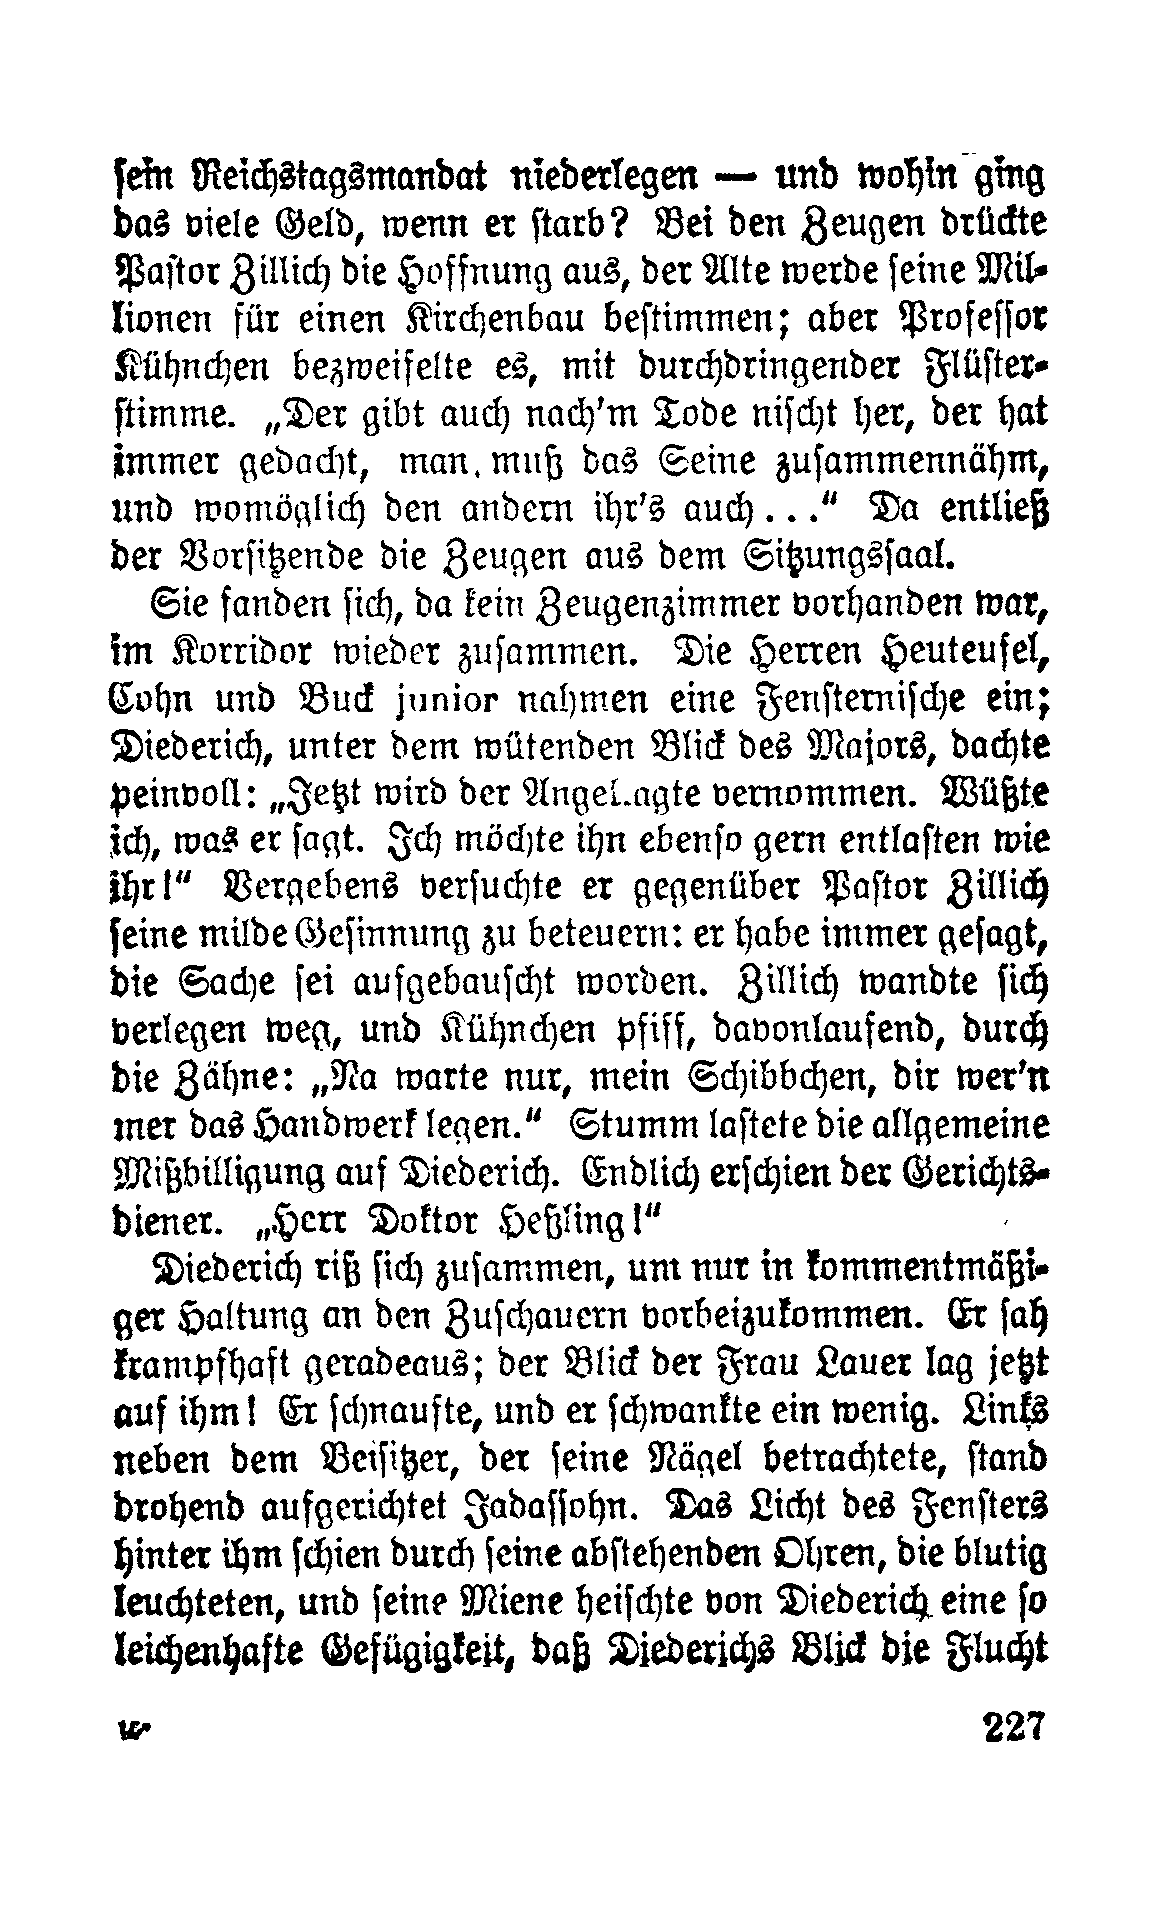 sein Reichstagsmandat niederlegen — und wohin ging
das viele Geld, wenn er starb? Bei den Zeugen drückte
Pastor Zillich die Hoffnung aus, der Alte werde seine Mil-
lionen für einen Kirchenbau bestimmen; aber Professor
Kühnchen bezweifelte es, mit durchdringender Flüster-
stimme. „Der gibt auch nach'm Tode nischt her, der hat
immer gedacht, man muß das Seine zusammennähm,
und womöglich den andern ihr's auch ...“ Da entließ
der Vorsitzende die Zeugen aus dem Sitzungssaal.
Sie fanden sich, da kein Zeugenzimmer vorhanden war,
im Korridor wieder zusammen. Die Herren Heuteufel,
Cohn und Buck junior nahmen eine Fensternische ein;
Diederich, unter dem wütenden Blick des Majors, dachte
peinvoll: „Jetzt wird der Angeklagte vernommen. Wüßte
ich, was er sagt. Ich möchte ihn ebenso gern entlasten wie
ihr!“ Vergebens versuchte er gegenüber Pastor Zillich
seine milde Gesinnung zu beteuern: er habe immer gesagt,
die Sache sei aufgebauscht worden. Zillich wandte sich
verlegen weg, und Kühnchen pfiff, davonlaufend, durch
die Zähne: „Na warte nur, mein Schibbchen, dir wer'n
mer das Handwerk legen.“ Stumm lastete die allgemeine
Mißbilligung auf Diederich. Endlich erschien der Gerichts-
diener. „Herr Doktor Heßling!“
Diederich riß sich zusammen, um nur in kommentmäßi-
ger Haltung an den Zuschauern vorbeizukommen. Er sah
krampfhaft geradeaus; der Blick der Frau Lauer lag jetzt
auf ihm! Er schnaufte, und er schwankte ein wenig. Links
neben dem Beisitzer, der seine Nägel betrachtete, stand
drohend aufgerichtet Jadassohn. Das Licht des Fensters
hinter ihm schien durch seine abstehenden Ohren, die blutig
leuchteten, und seine Miene heischte von Diederich eine so
leichenhafte Gefügigkeit, daß Diederichs Blick die Flucht
227